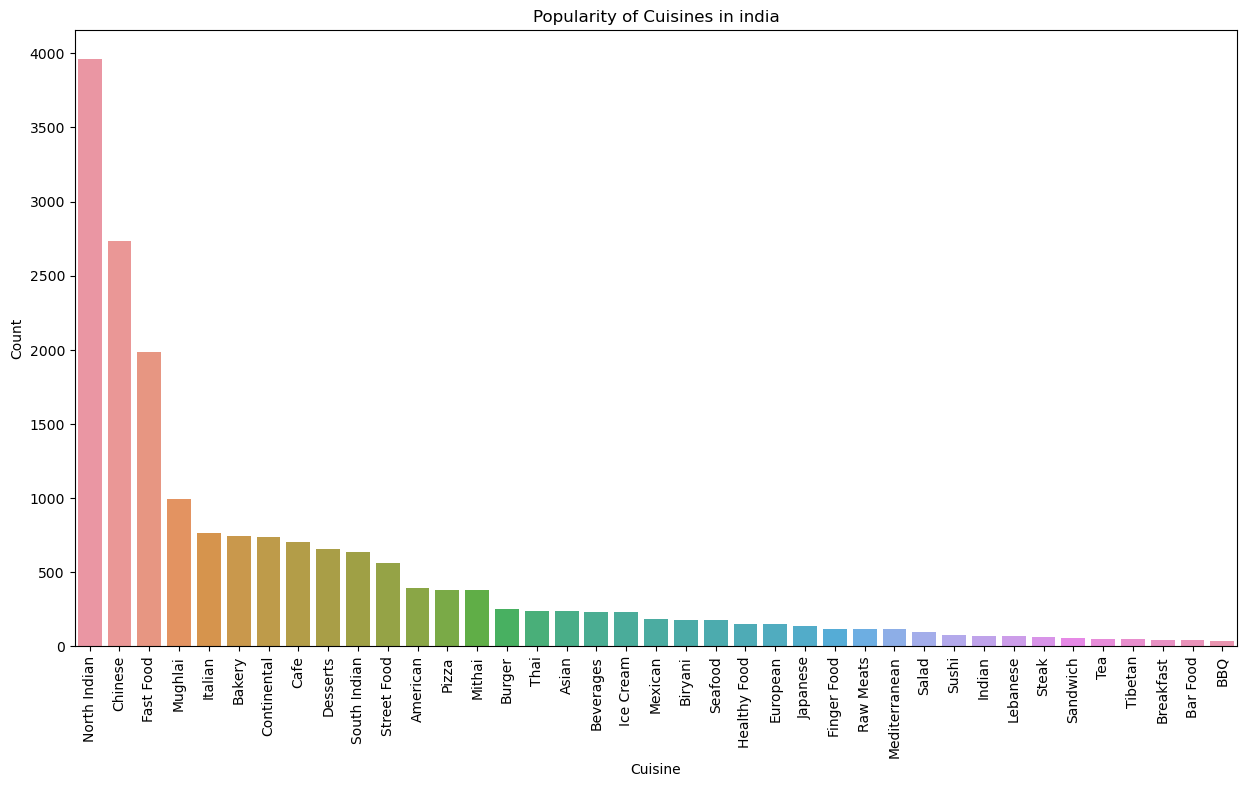 Popularity of Cuisines in india
Count
4000
3500
3000
2500
2000
1500
1000
500
0
North Indian
Chinese
Fast Food
Mughlai
Italian
Bakery
Continental
Cafe
Desserts
South Indian
Street Food
American
Pizza
Mithai
Burger
Thai
Asian
Beverages
Ice Cream
Mexican
Biryani
Seafood
Healthy Food
European
Japanese
Finger Food
Raw Meats
Mediterranean
Salad
Sushi
Indian
Lebanese
Steak
Sandwich
Tea
Tibetan
Breakfast
Bar Food
BBQ
Cuisine